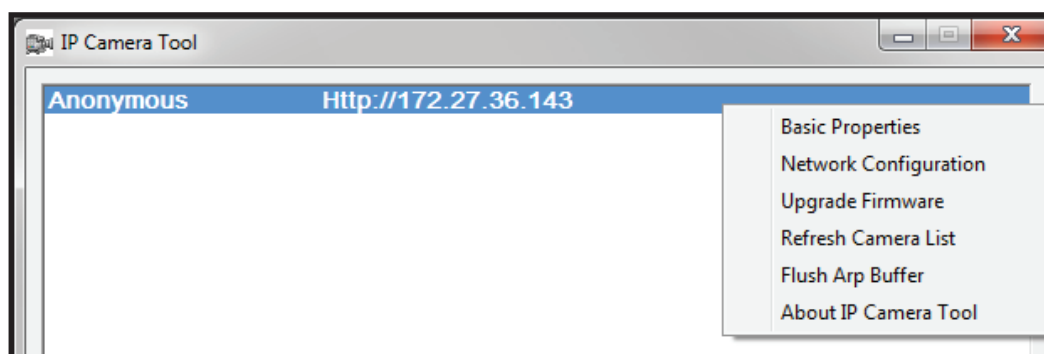 IP Camera Tool
Anonymous Http://172.27.36.143
Basic Properties
Network Configuration
Upgrade Firmware
Refresh Camera List
Flush Arp Buffer
About IP Camera Tool